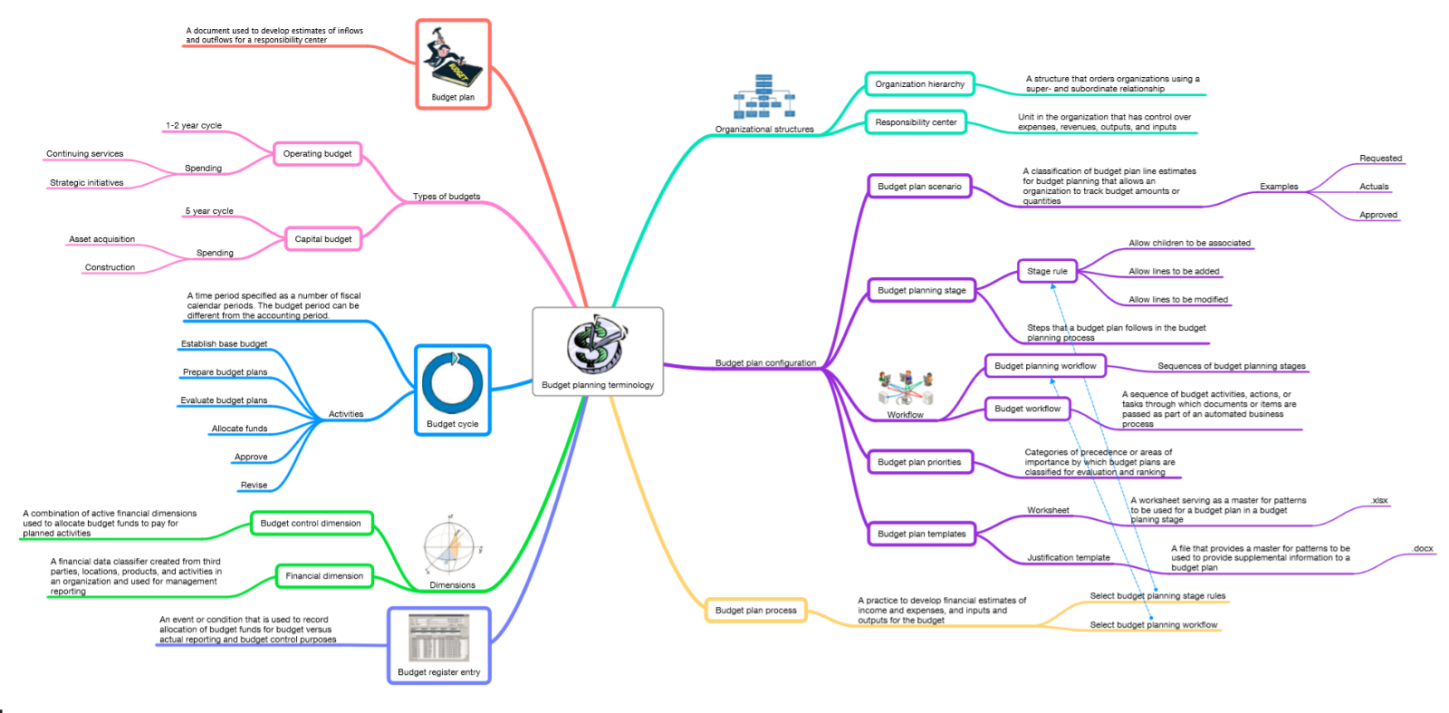 A document used to develop estimates of inflows
and outflows for a responsibility center
BUDGET
Budget plan
1-2 year cycle
Operating budget
Continuing services
Spending
Strategic initiatives
Types of budgets
5 year cycle
Capital budget
Asset acquisition
Spending
Construction
A time period specified as a number of fiscal
calendar periods. The budget period can be
different from the accounting period.
Establish base budget
Prepare budget plans
Evaluate budget plans
Activities
Allocate funds
Approve
Revise
Budget cycle
A combination of active financial dimensions
used to allocate budget funds to pay for
planned activities
Budget control dimension
A financial data classifier created from third
parties, locations, products, and activities in
an organization and used for management
reporting
Financial dimension
Dimensions
An event or condition that is used to record
allocation of budget funds for budget versus
actual reporting and budget control purposes
Budget register entry
Budget planning terminology
Organizational structures
Organization hierarchy
A structure that orders organizations using a
super- and subordinate relationship
Responsibility center
Unit in the organization that has control over
expenses, revenues, outputs, and inputs
Budget plan configuration
Budget plan scenario
A classification of budget plan line estimates
for budget planning that allows an
organization to track budget amounts or
quantities
Examples
Requested
Actuals
Approved
Budget planning stage
Stage rule
Allow children to be associated
Allow lines to be added
Allow lines to be modified
Steps that a budget plan follows in the budget
planning process
Workflow
Budget planning workflow
Sequences of budget planning stages
Budget workflow
A sequence of budget activities, actions, or
tasks through which documents or items are
passed as part of an automated business
process
Budget plan priorities
Categories of precedence or areas of
importance by which budget plans are
classified for evaluation and ranking
Budget plan templates
Worksheet
A worksheet serving as a master for patterns
to be used for a budget plan in a budget
planing stage
.xlsx
Justification template
A file that provides a master for patterns to be
used to provide supplemental information to a
budget plan
.docx
Budget plan process
A practice to develop financial estimates of
income and expenses, and inputs and
outputs for the budget
Select budget planning stage rules
Select budget planning workflow